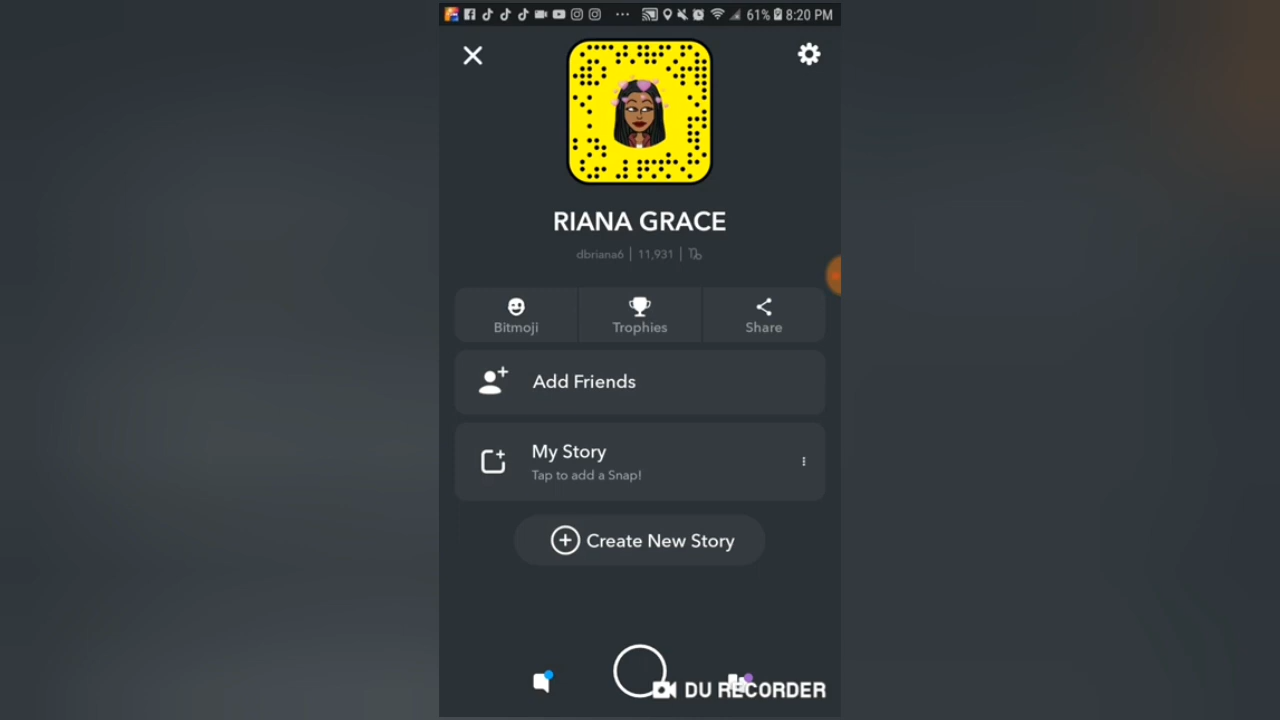 61% 8:20 PM
RIANA GRACE
dbriana6 | 11,931 |
Bitmoji Trophies Share
Add Friends
My Story
Tap to add a Snap!
Create New Story
DU RECORDER